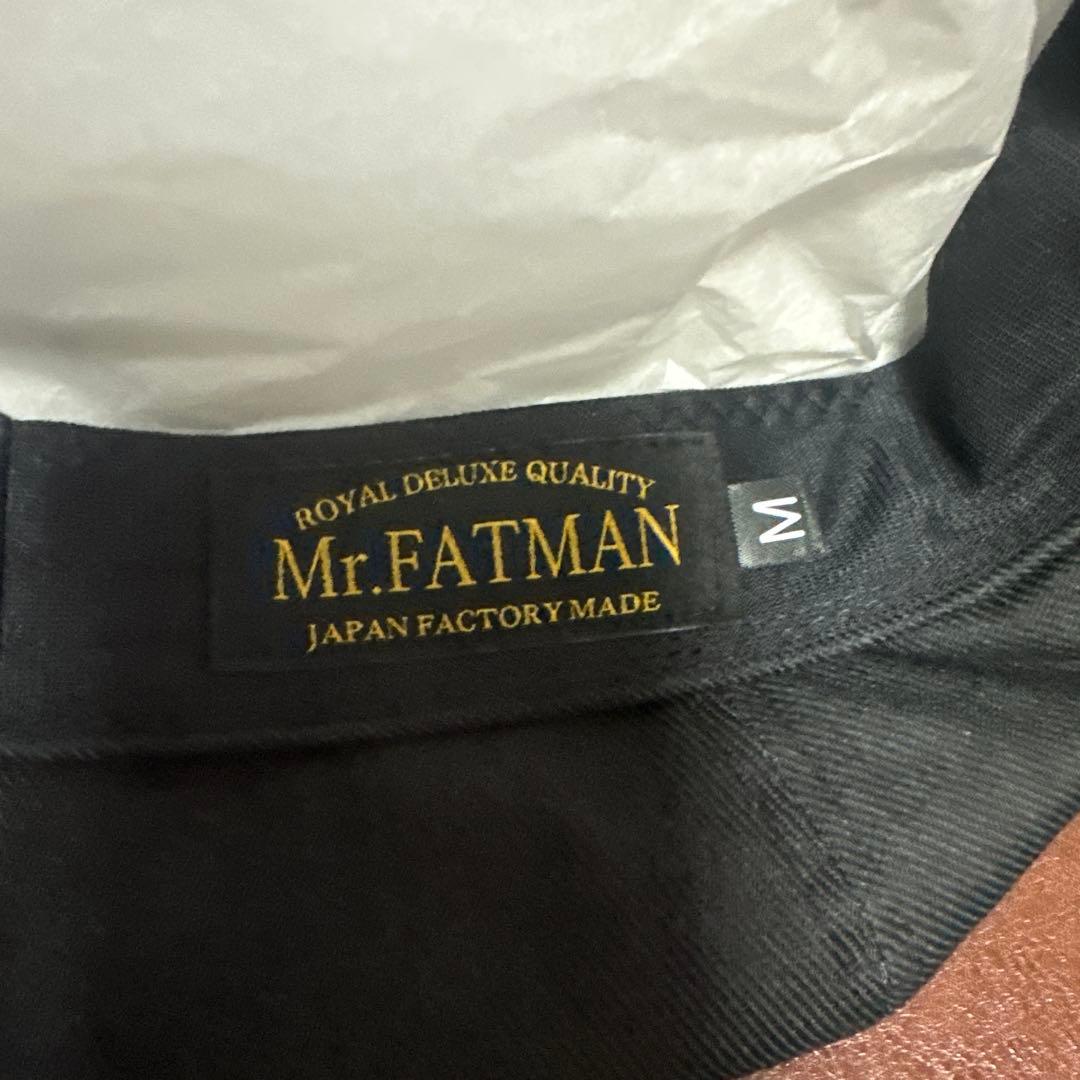 ROYAL DELUXE QUALITY
Mr.FATMAN
JAPAN FACTORY MADE
M